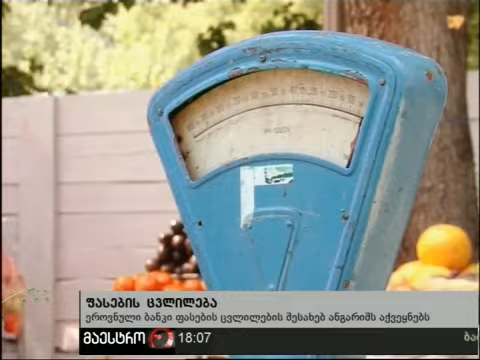 ფასების ცვლილება
ეროვნული ბანკი ფასების ცვლილების შესახებ ანგარიშს აქვეყნებს
მაესტრო 18:07